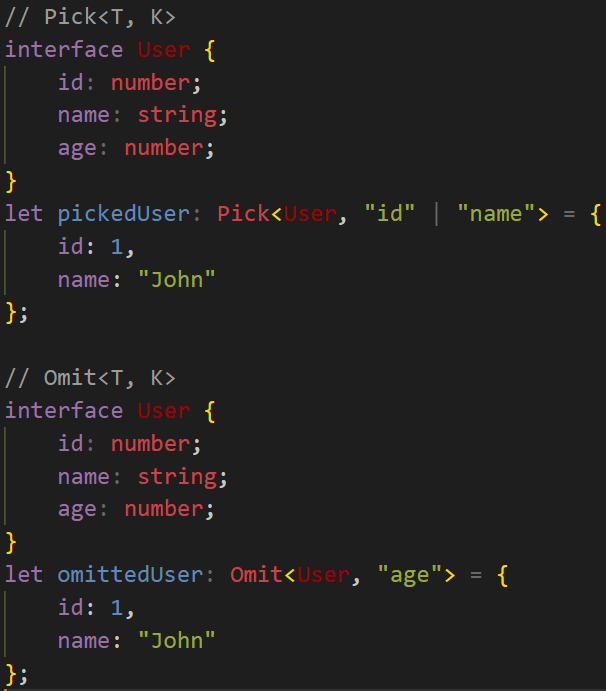 // Pick<T, K>
interface User {
    id: number;
    name: string;
    age: number;
}
let pickedUser: Pick<User, "id" | "name"> = {
    id: 1,
    name: "John"
};

// Omit<T, K>
interface User {
    id: number;
    name: string;
    age: number;
}
let omittedUser: Omit<User, "age"> = {
    id: 1,
    name: "John"
};